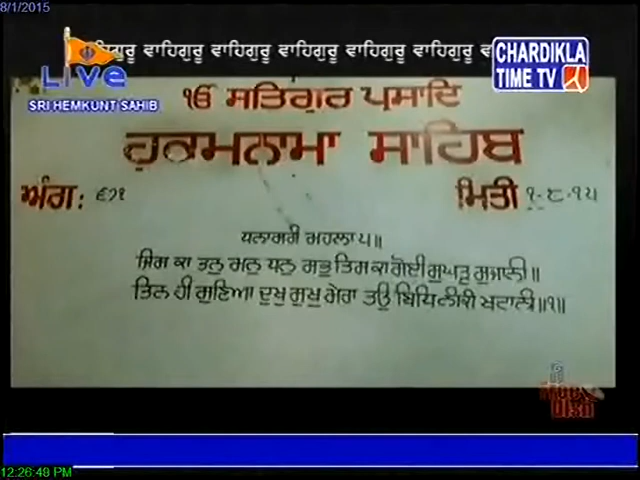 8/1/2015
ਵਾਹਿਗੁਰੂ ਵਾਹਿਗੁਰੂ ਵਾਹਿਗੁਰੂ ਵਾਹਿਗੁਰੂ ਵਾਹਿਗੁਰੂ
LIVE
SRI HEMKUNT SAHIB
CHARDIKLA
TIME TV
ੴ ਸਤਿਗੁਰ ਪ੍ਰਸਾਦਿ
ਹੁਕਮਨਾਮਾ ਸਾਹਿਬ
ਅੰਗ: ੬੭੧
ਮਿਤੀ ੧-੮-੧੫
ਧਨਾਸਰੀ ਮਹਲਾ ੫॥
ਜਿਸ ਕਾ ਤਨੁ ਮਨੁ ਧਨੁ ਸਭੁ ਤਿਸ ਕਾ ਸੋਈ ਸੁਘੜੁ ਸੁਜਾਨੀ॥
ਤਿਨ ਹੀ ਸੁਣਿਆ ਦੁਖੁ ਸੁਖੁ ਮੇਰਾ ਤਉ ਬਿਧਿ ਨੀਕੀ ਖਟਾਨੀ॥੧॥
12:26:49 PM